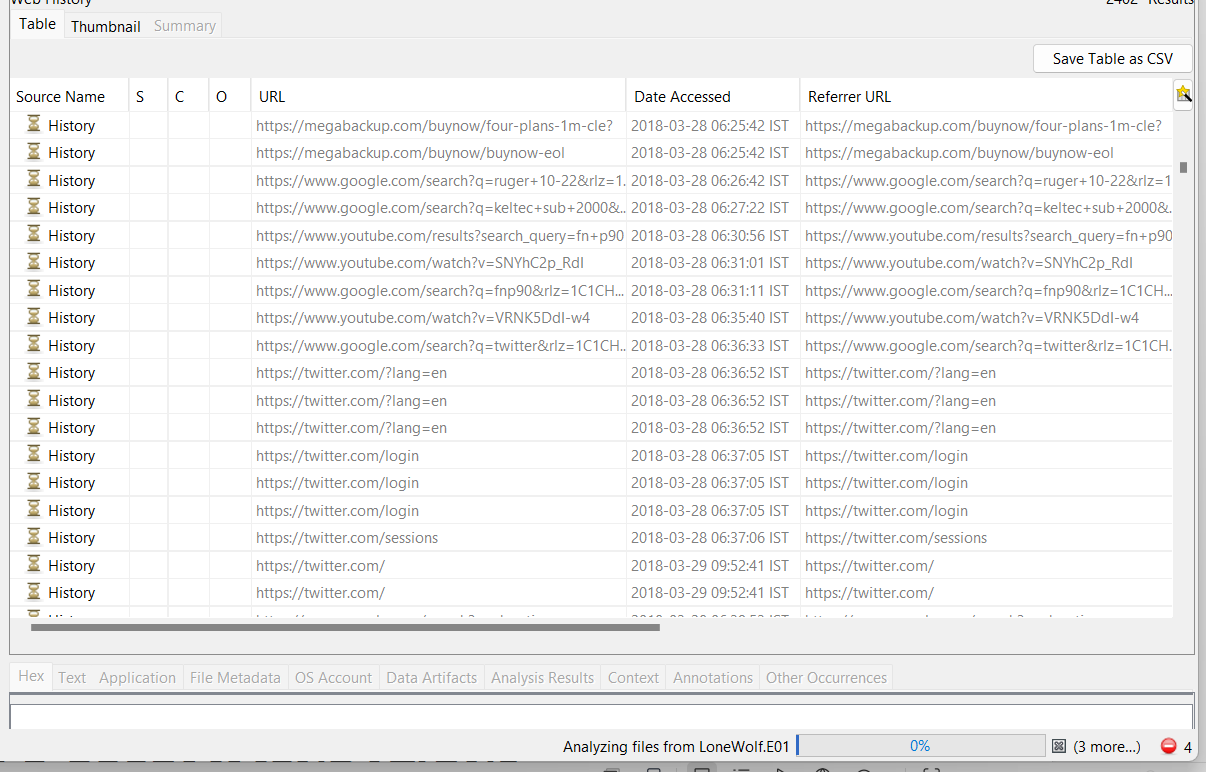 Web History 2402 Results
Table Thumbnail Summary
Save Table as CSV
Source Name S C O URL Date Accessed Referrer URL
History https://megabackup.com/buynow/four-plans-1m-cle? 2018-03-28 06:25:42 IST https://megabackup.com/buynow/four-plans-1m-cle?
History https://megabackup.com/buynow/buynow-eol 2018-03-28 06:25:42 IST https://megabackup.com/buynow/buynow-eol
History https://www.google.com/search?q=ruger+10-22&rlz=1. 2018-03-28 06:26:42 IST https://www.google.com/search?q=ruger+10-22&rlz=1
History https://www.google.com/search?q=keltec+sub+2000&.. 2018-03-28 06:27:22 IST https://www.google.com/search?q=keltec+sub+2000&.
History https://www.youtube.com/results?search_query=fn+p90 2018-03-28 06:30:56 IST https://www.youtube.com/results?search_query=fn+p90
History https://www.youtube.com/watch?v=SNYhC2p_RdI 2018-03-28 06:31:01 IST https://www.youtube.com/watch?v=SNYhC2p_RdI
History https://www.google.com/search?q=fnp90&rlz=1C1CH... 2018-03-28 06:31:11 IST https://www.google.com/search?q=fnp90&rlz=1C1CH...
History https://www.youtube.com/watch?v=VRNK5DdI-w4 2018-03-28 06:35:40 IST https://www.youtube.com/watch?v=VRNK5DdI-w4
History https://www.google.com/search?q=twitter&rlz=1C1CH.. 2018-03-28 06:36:33 IST https://www.google.com/search?q=twitter&rlz=1C1CH.
History https://twitter.com/?lang=en 2018-03-28 06:36:52 IST https://twitter.com/?lang=en
History https://twitter.com/?lang=en 2018-03-28 06:36:52 IST https://twitter.com/?lang=en
History https://twitter.com/?lang=en 2018-03-28 06:36:52 IST https://twitter.com/?lang=en
History https://twitter.com/login 2018-03-28 06:37:05 IST https://twitter.com/login
History https://twitter.com/login 2018-03-28 06:37:05 IST https://twitter.com/login
History https://twitter.com/login 2018-03-28 06:37:05 IST https://twitter.com/login
History https://twitter.com/sessions 2018-03-28 06:37:06 IST https://twitter.com/sessions
History https://twitter.com/ 2018-03-29 09:52:41 IST https://twitter.com/
History https://twitter.com/ 2018-03-29 09:52:41 IST https://twitter.com/
Hex Text Application File Metadata OS Account Data Artifacts Analysis Results Context Annotations Other Occurrences
Analyzing files from LoneWolf.E01 0% (3 more...) 4